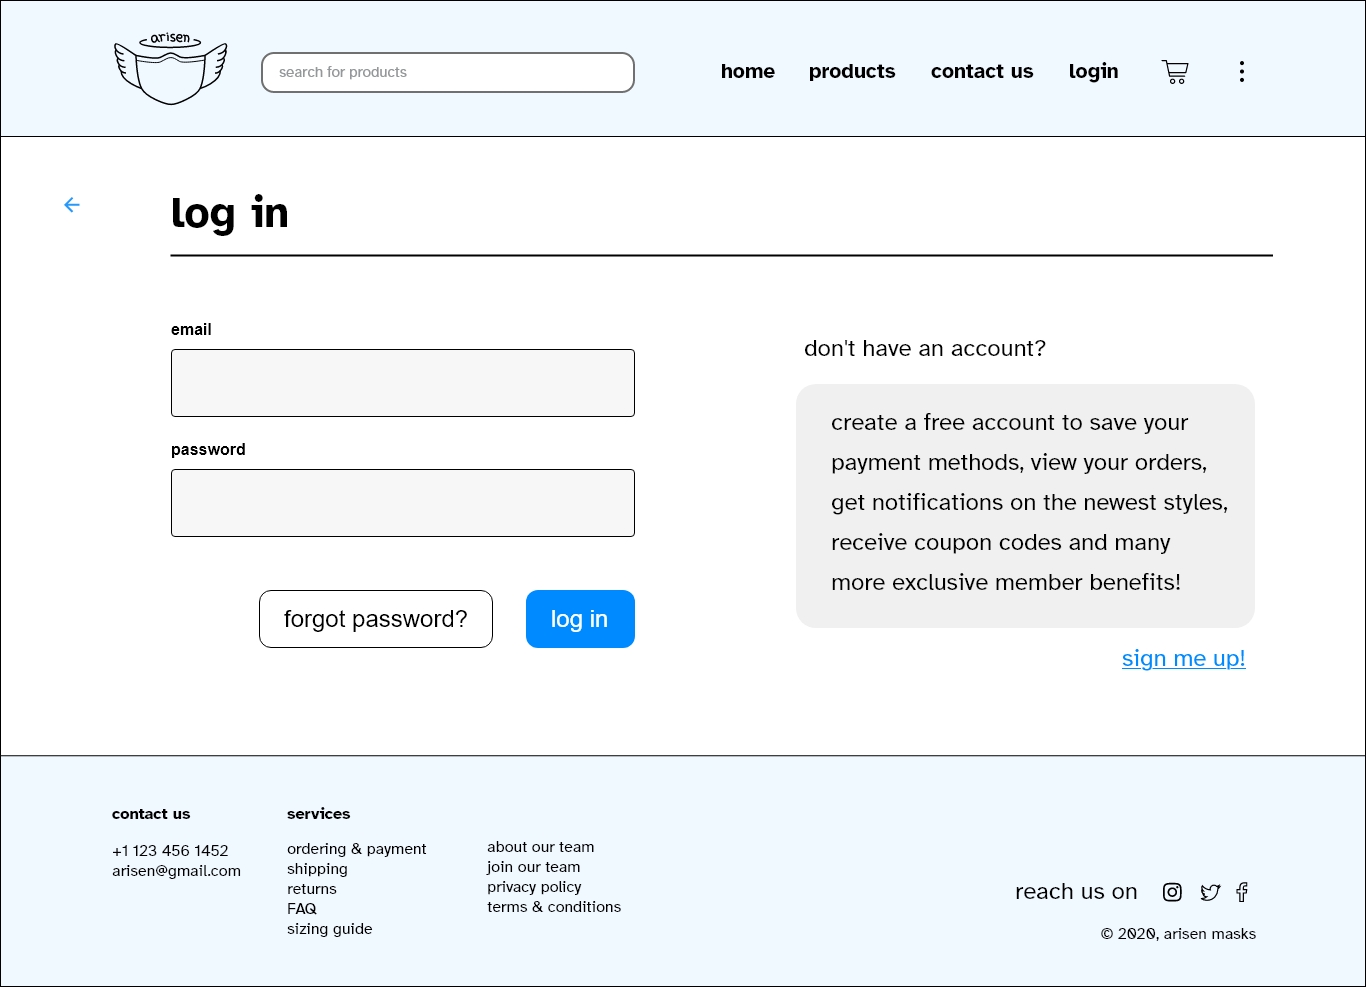 arisen
search for products
home
products
contact us
login
log in
email
password
forgot password?
log in
don't have an account?
create a free account to save your
payment methods, view your orders,
get notifications on the newest styles,
receive coupon codes and many
more exclusive member benefits!
sign me up!
contact us
+1 123 456 1452
arisen@gmail.com
services
ordering & payment
shipping
returns
FAQ
sizing guide
about our team
join our team
privacy policy
terms & conditions
reach us on
© 2020, arisen masks